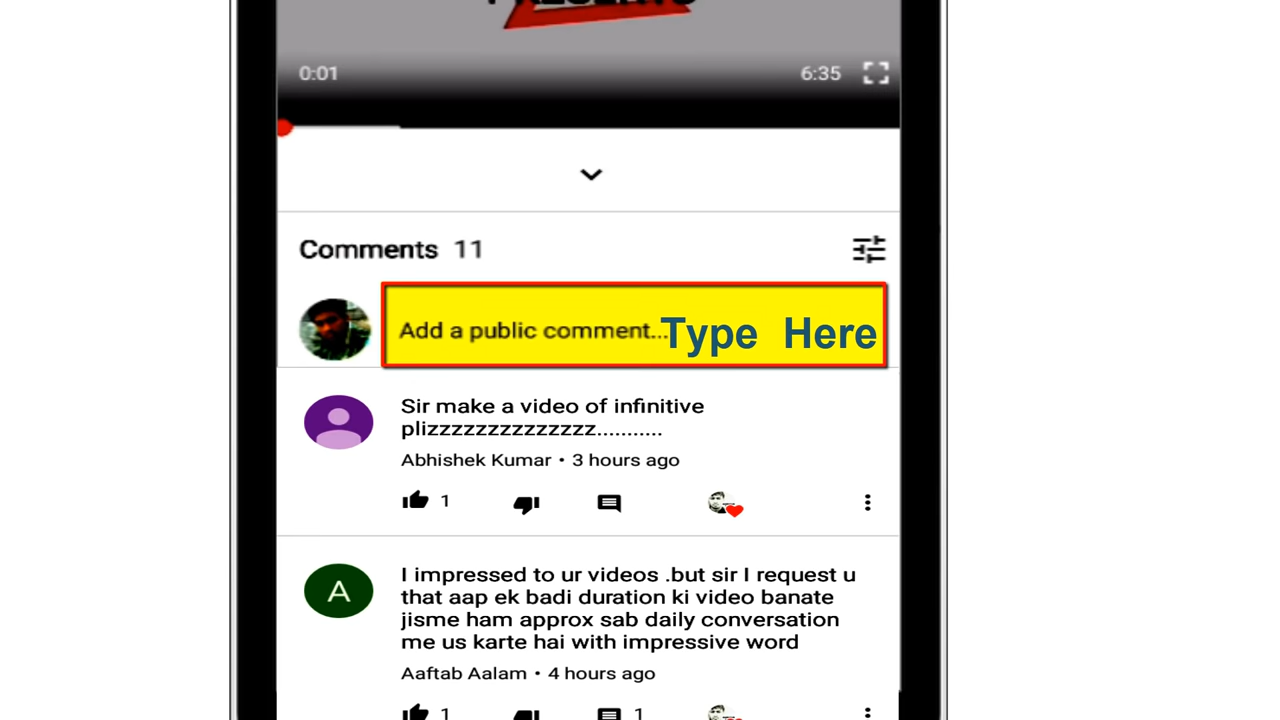 0:01 6:35
Comments 11
Add a public comment... Type Here
Sir make a video of infinitive
plizzzzzzzzzzzzzz...........
Abhishek Kumar • 3 hours ago
1
A
I impressed to ur videos .but sir I request u
that aap ek badi duration ki video banate
jisme ham approx sab daily conversation
me us karte hai with impressive word
Aaftab Aalam • 4 hours ago
1 1